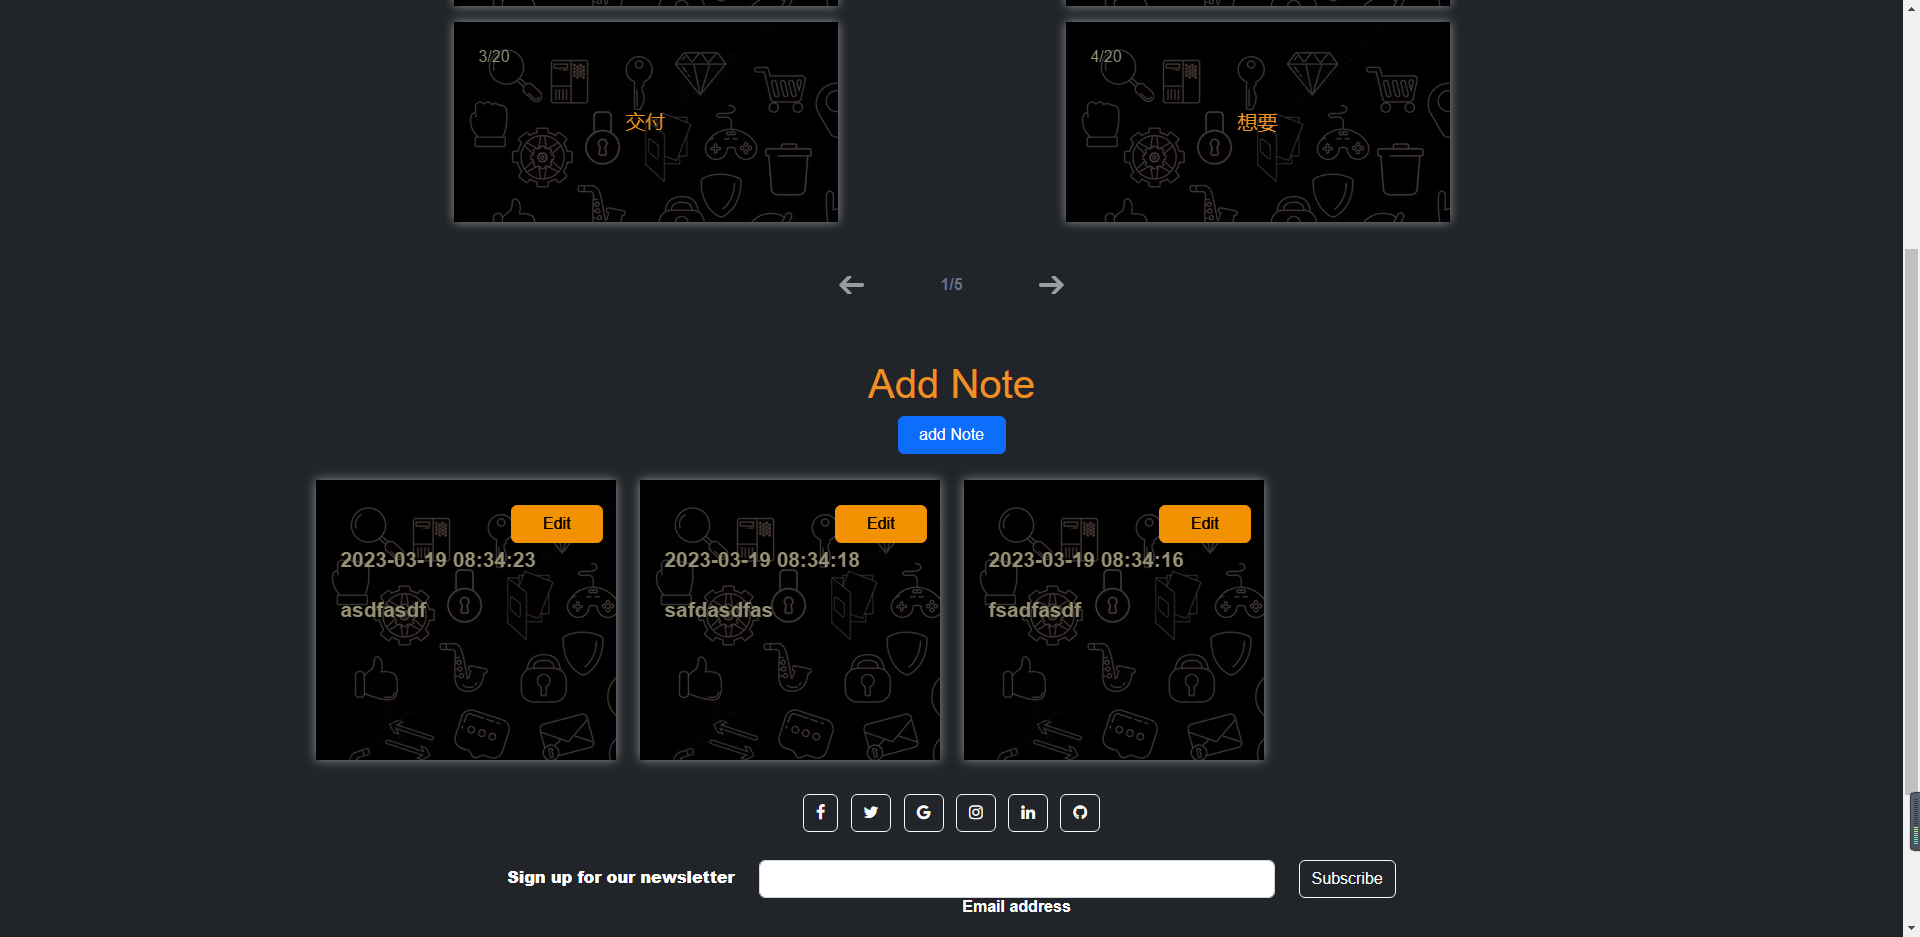 3/20
交付
4/20
想要
1/5
Add Note
add Note
Edit
2023-03-19 08:34:23
asdfasdf
Edit
2023-03-19 08:34:18
safdasdfas
Edit
2023-03-19 08:34:16
fsadfasdf
Sign up for our newsletter
Subscribe
Email address